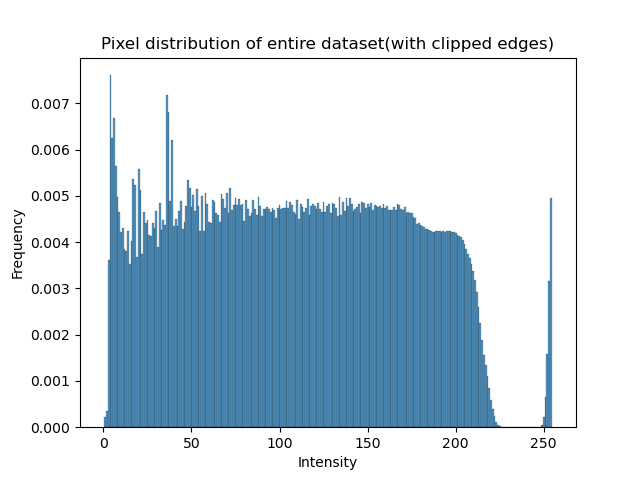 Pixel distribution of entire dataset(with clipped edges)
Frequency
0.007
0.006
0.005
0.004
0.003
0.002
0.001
0.000
0 50 100 150 200 250
Intensity